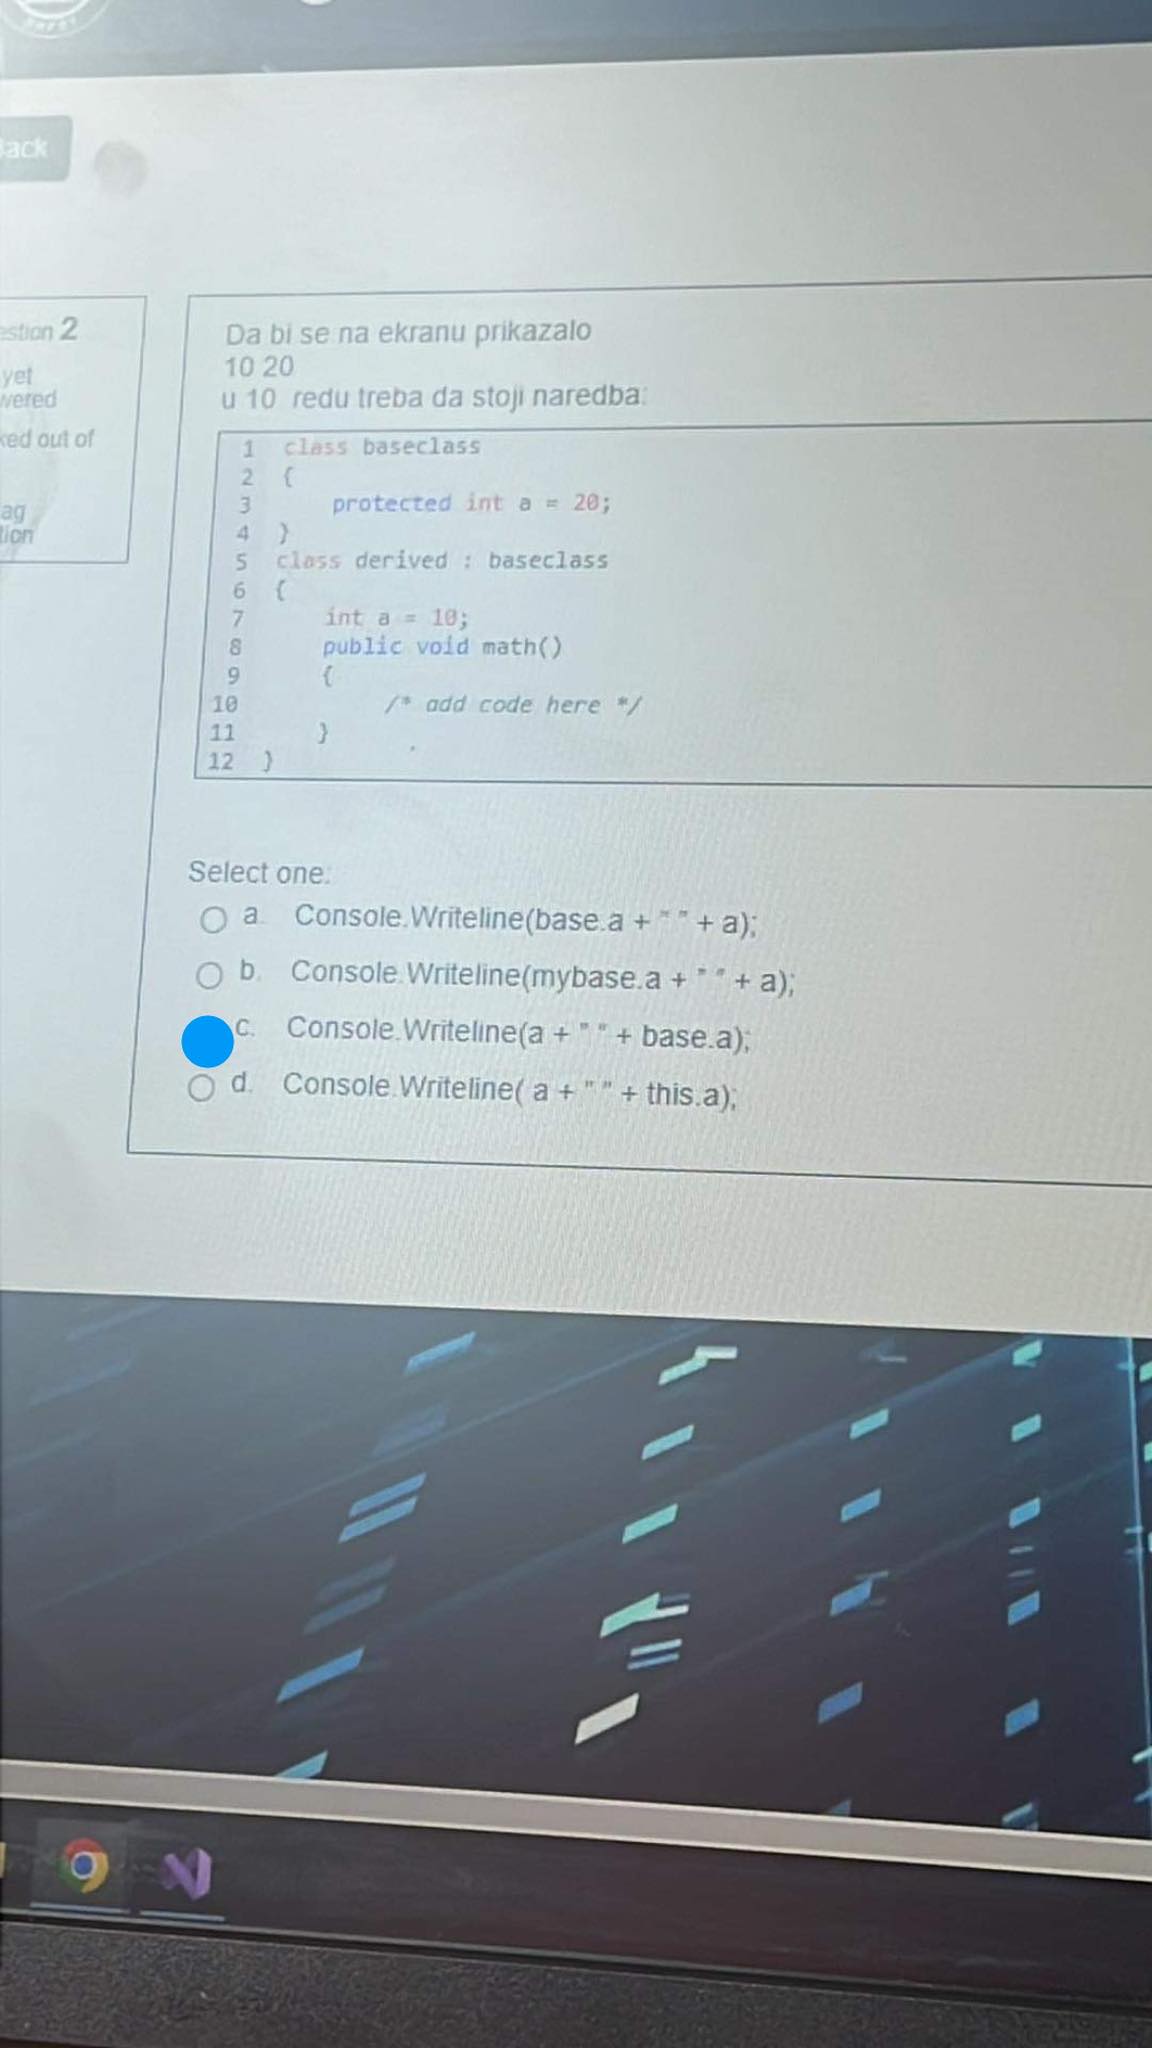 Back
estion 2
yet
wered
ked out of
ag
tion
Da bi se na ekranu prikazalo
10 20
u 10 redu treba da stoji naredba:
1 class baseclass
2 {
3 protected int a = 20;
4 }
5 class derived : baseclass
6 {
7 int a = 10;
8 public void math()
9 {
10 /* add code here */
11 }
12 }
Select one:
a. Console.Writeline(base.a + " " + a);
b. Console.Writeline(mybase.a + " " + a);
c. Console.Writeline(a + " " + base.a);
d. Console.Writeline( a + " " + this.a);